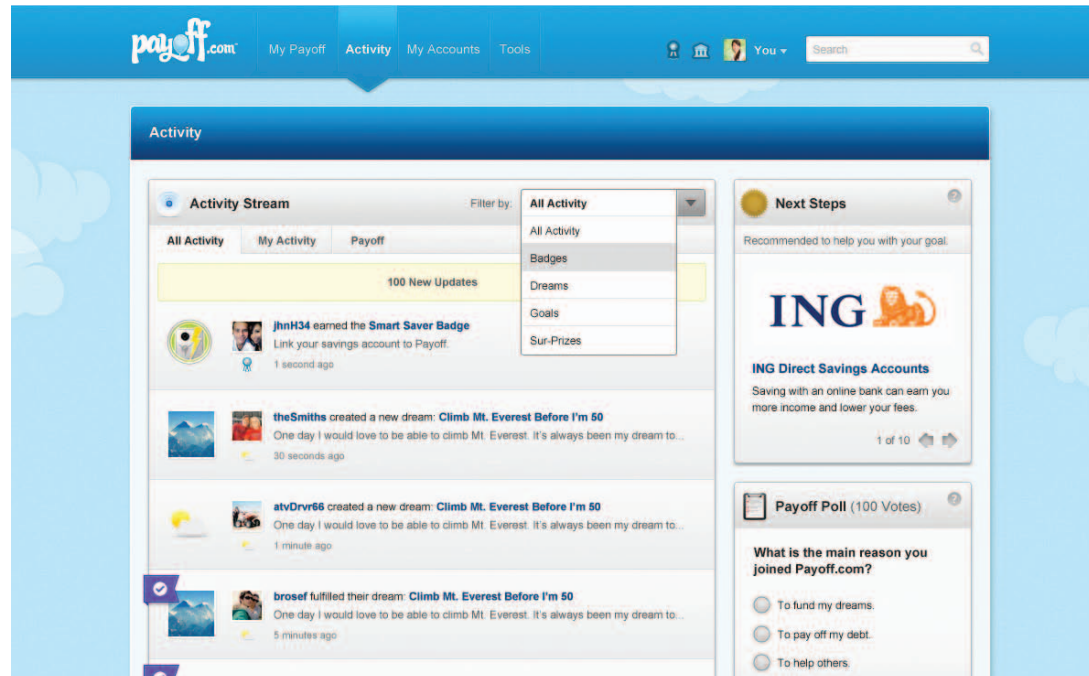 payoff.com
My Payoff
Activity
My Accounts
Tools
You
Search
Activity
Activity Stream
Filter by:
All Activity
All Activity
Badges
Dreams
Goals
Sur-Prizes
All Activity
My Activity
Payoff
100 New Updates
jhnH34 earned the Smart Saver Badge
Link your savings account to Payoff.
1 second ago
theSmiths created a new dream: Climb Mt. Everest Before I'm 50
One day I would love to be able to climb Mt. Everest. It's always been my dream to...
30 seconds ago
atvDrvr66 created a new dream: Climb Mt. Everest Before I'm 50
One day I would love to be able to climb Mt. Everest. It's always been my dream to...
1 minute ago
brosef fulfilled their dream: Climb Mt. Everest Before I'm 50
One day I would love to be able to climb Mt. Everest. It's always been my dream to...
5 minutes ago
Next Steps
Recommended to help you with your goal.
ING
ING Direct Savings Accounts
Saving with an online bank can earn you
more income and lower your fees.
1 of 10
Payoff Poll (100 Votes)
What is the main reason you
joined Payoff.com?
To fund my dreams.
To pay off my debt.
To help others.